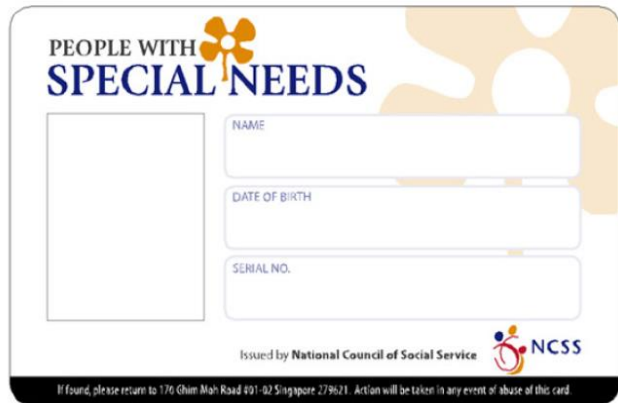 PEOPLE WITH
SPECIAL NEEDS
NAME
DATE OF BIRTH
SERIAL NO.
Issued by National Council of Social Service
NCSS
If found, please return to 170 Ghim Moh Road #01-02 Singapore 279621. Action will be taken in any event of abuse of this card.